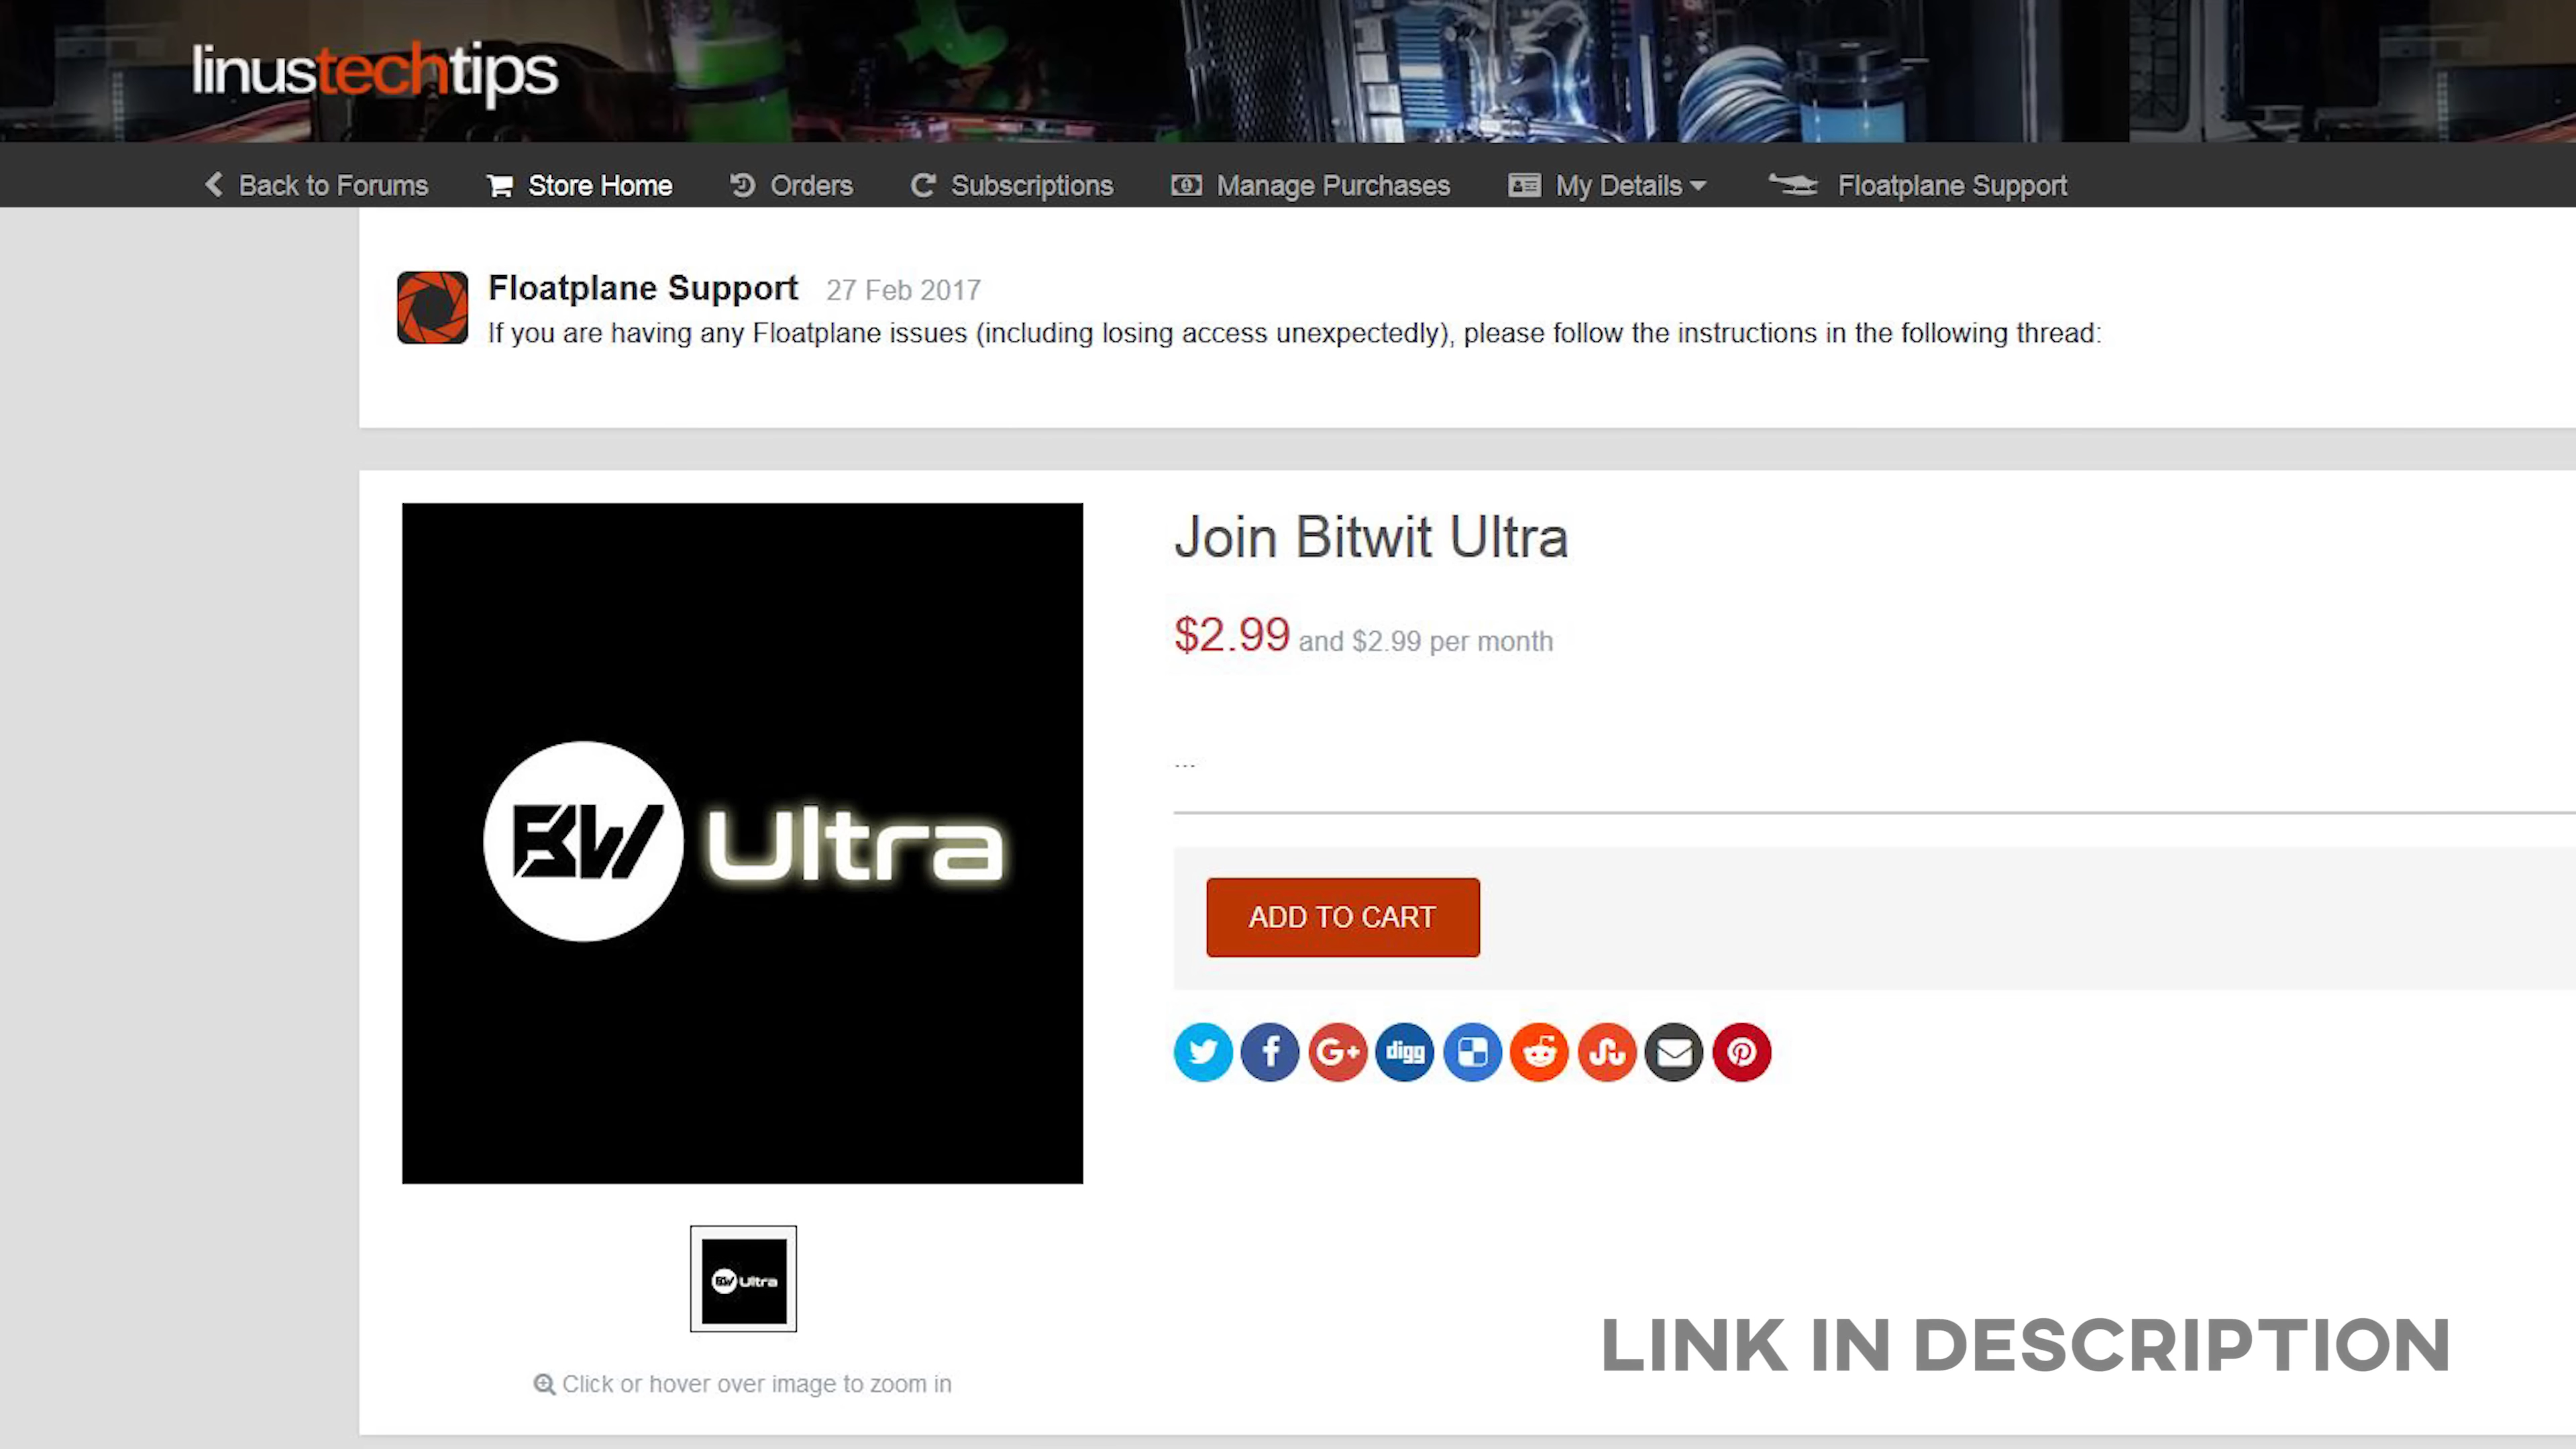 linustechtips
Back to Forums Store Home Orders Subscriptions Manage Purchases My Details Floatplane Support
Floatplane Support 27 Feb 2017
If you are having any Floatplane issues (including losing access unexpectedly), please follow the instructions in the following thread:
Join Bitwit Ultra
$2.99 and $2.99 per month
...
BW Ultra
ADD TO CART
G+ digg
BW Ultra
Click or hover over image to zoom in
LINK IN DESCRIPTION